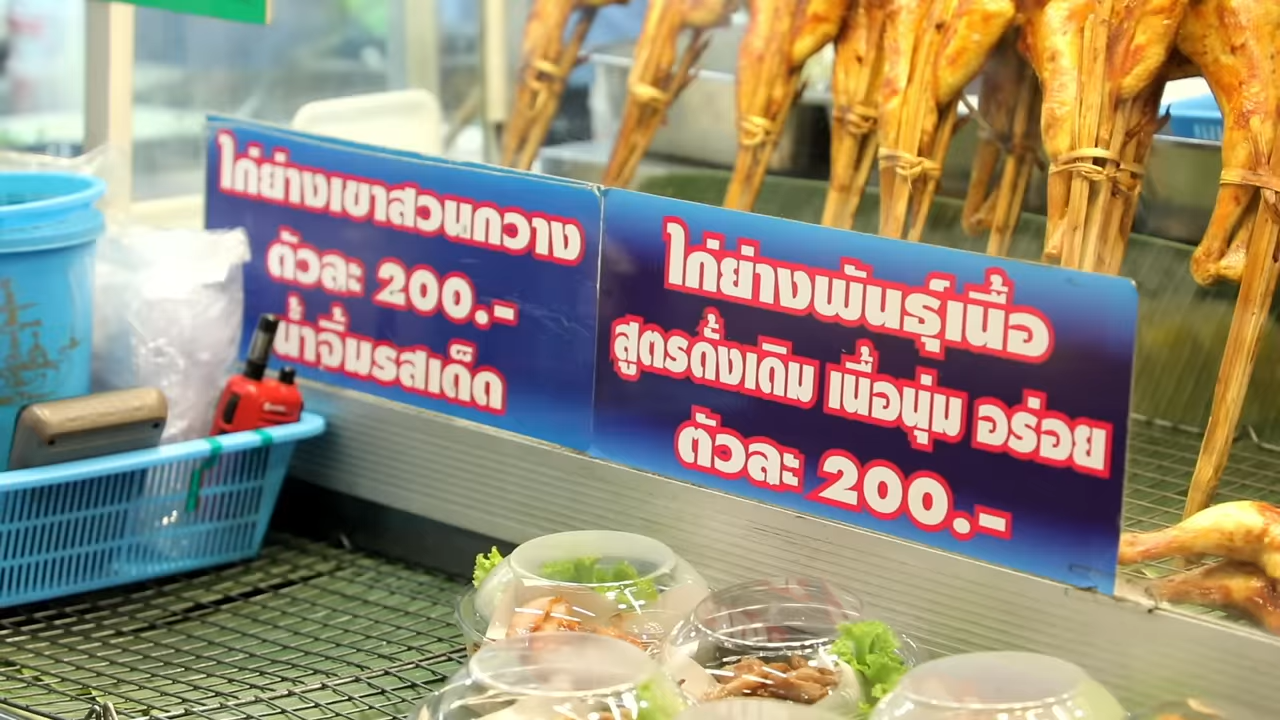 ไก่ย่างเขาสวนกวาง
ตัวละ 200.-
น้ำจิ้มรสเด็ด
ไก่ย่างพันธุ์เนื้อ
สูตรดั้งเดิม เนื้อนุ่ม อร่อย
ตัวละ 200.-